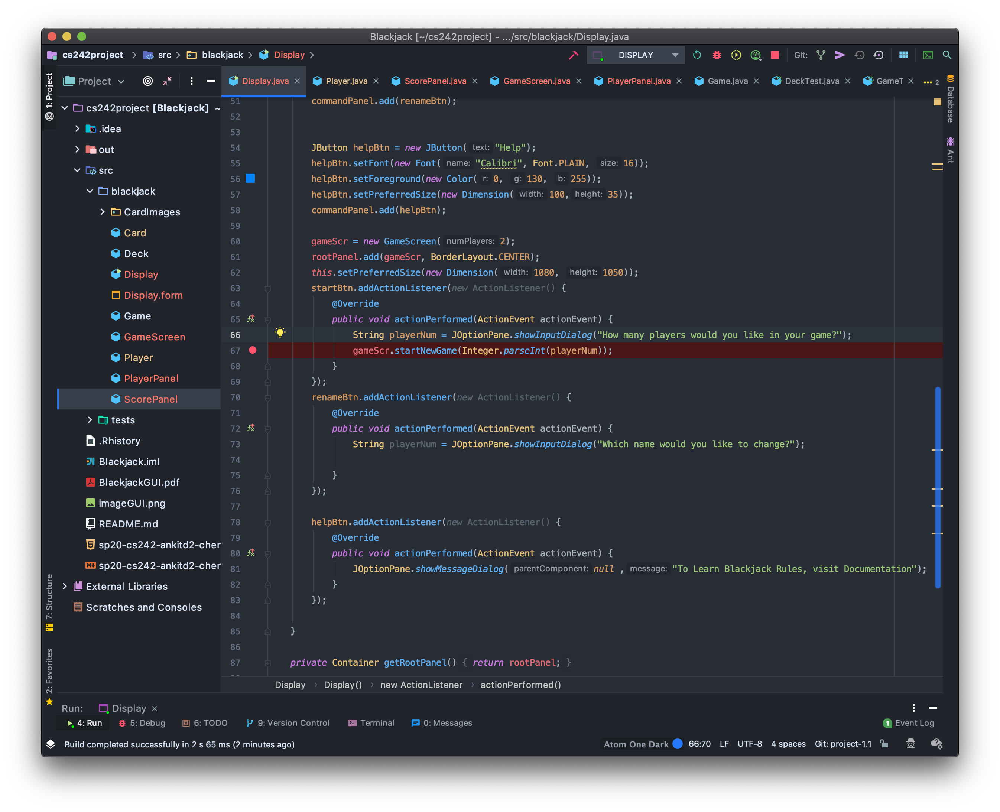 Blackjack [~/cs242project] - .../src/blackjack/Display.java
cs242project > src > blackjack > Display >
DISPLAY
Git:
1: Project
Project
Display.java
Player.java
ScorePanel.java
GameScreen.java
PlayerPanel.java
Game.java
DeckTest.java
GameT
2
Database
Ant
cs242project [Blackjack] ~
.idea
out
src
blackjack
CardImages
Card
Deck
Display
Display.form
Game
GameScreen
Player
PlayerPanel
ScorePanel
tests
.Rhistory
Blackjack.iml
BlackjackGUI.pdf
imageGUI.png
README.md
sp20-cs242-ankitd2-cher
sp20-cs242-ankitd2-cher
External Libraries
Scratches and Consoles
7: Structure
2: Favorites
51 commandPanel.add(renameBtn);
52
53
54 JButton helpBtn = new JButton( text: "Help");
55 helpBtn.setFont(new Font( name: "Calibri", Font.PLAIN, size: 16));
56 helpBtn.setForeground(new Color( r: 0, g: 130, b: 255));
57 helpBtn.setPreferredSize(new Dimension( width: 100, height: 35));
58 commandPanel.add(helpBtn);
59
60 gameScr = new GameScreen( numPlayers: 2);
61 rootPanel.add(gameScr, BorderLayout.CENTER);
62 this.setPreferredSize(new Dimension( width: 1080, height: 1050));
63 startBtn.addActionListener(new ActionListener() {
64 @Override
65 public void actionPerformed(ActionEvent actionEvent) {
66 String playerNum = JOptionPane.showInputDialog("How many players would you like in your game?");
67 gameScr.startNewGame(Integer.parseInt(playerNum));
68 }
69 });
70 renameBtn.addActionListener(new ActionListener() {
71 @Override
72 public void actionPerformed(ActionEvent actionEvent) {
73 String playerNum = JOptionPane.showInputDialog("Which name would you like to change?");
74
75 }
76 });
77
78 helpBtn.addActionListener(new ActionListener() {
79 @Override
80 public void actionPerformed(ActionEvent actionEvent) {
81 JOptionPane.showMessageDialog( parentComponent: null , message: "To Learn Blackjack Rules, visit Documentation");
82 }
83 });
84
85 }
86
87 private Container getRootPanel() { return rootPanel; }
Display > Display() > new ActionListener > actionPerformed()
Run: Display
4: Run 5: Debug 6: TODO 9: Version Control Terminal 0: Messages 1 Event Log
Build completed successfully in 2 s 65 ms (2 minutes ago) Atom One Dark 66:70 LF UTF-8 4 spaces Git: project-1.1